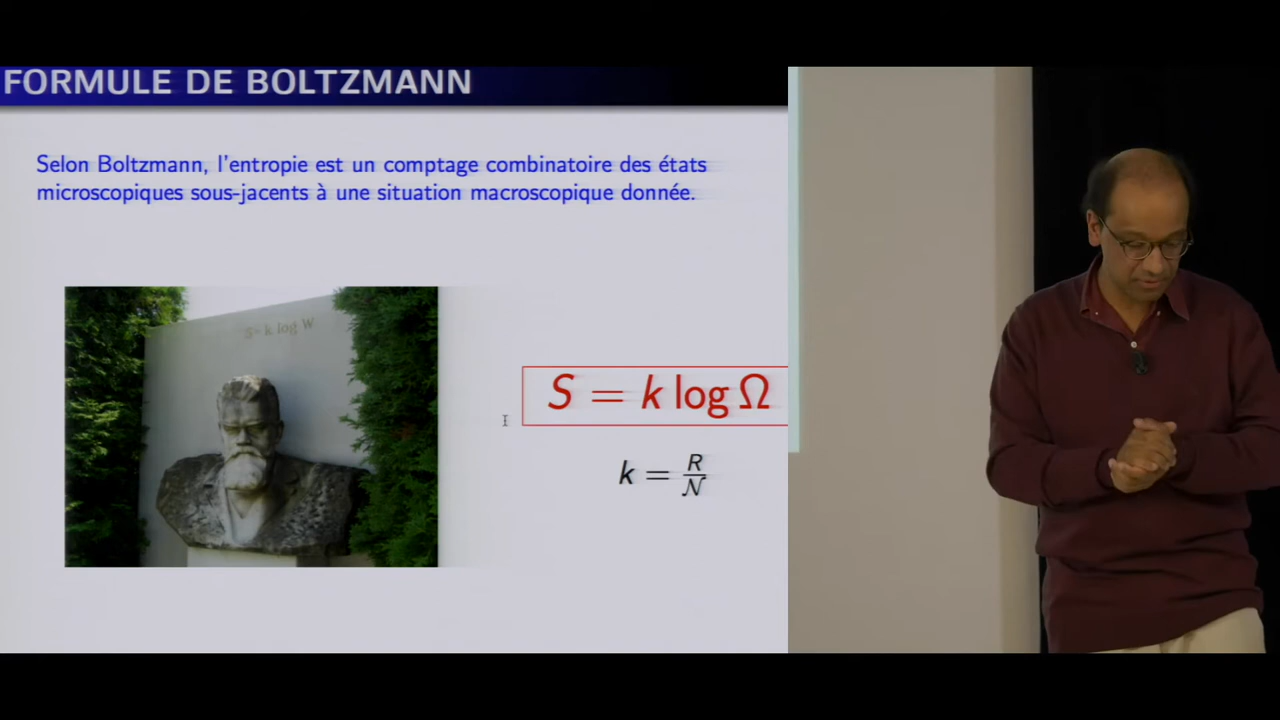 FORMULE DE BOLTZMANN
Selon Boltzmann, l'entropie est un comptage combinatoire des états
microscopiques sous-jacents à une situation macroscopique donnée.
S = k log W
S = k log Ω
k = R/𝒩